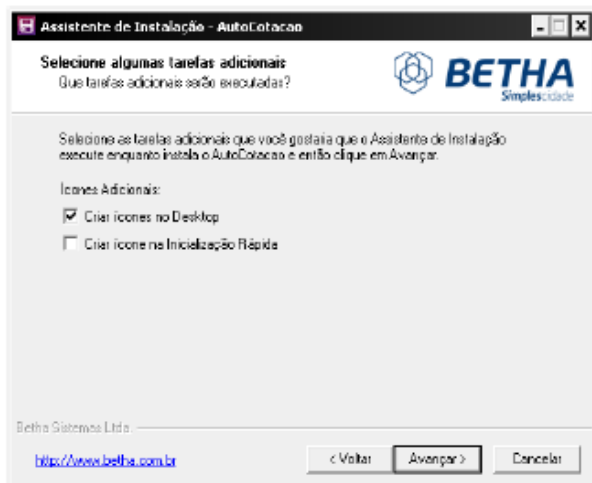 Assistente de Instalação - AutoCotacao
Selecione algumas tarefas adicionais
Que tarefas adicionais serão executadas?
BETHA
Simplescidade
Selecione as tarefas adicionais que você gostaria que o Assistente de Instalação
execute enquanto instala o AutoCotacao e então clique em Avançar.
Ícones Adicionais:
Criar ícones no Desktop
Criar ícone na Inicialização Rápida
Betha Sistemas Ltda.
http://www.betha.com.br
< Voltar
Avançar >
Cancelar